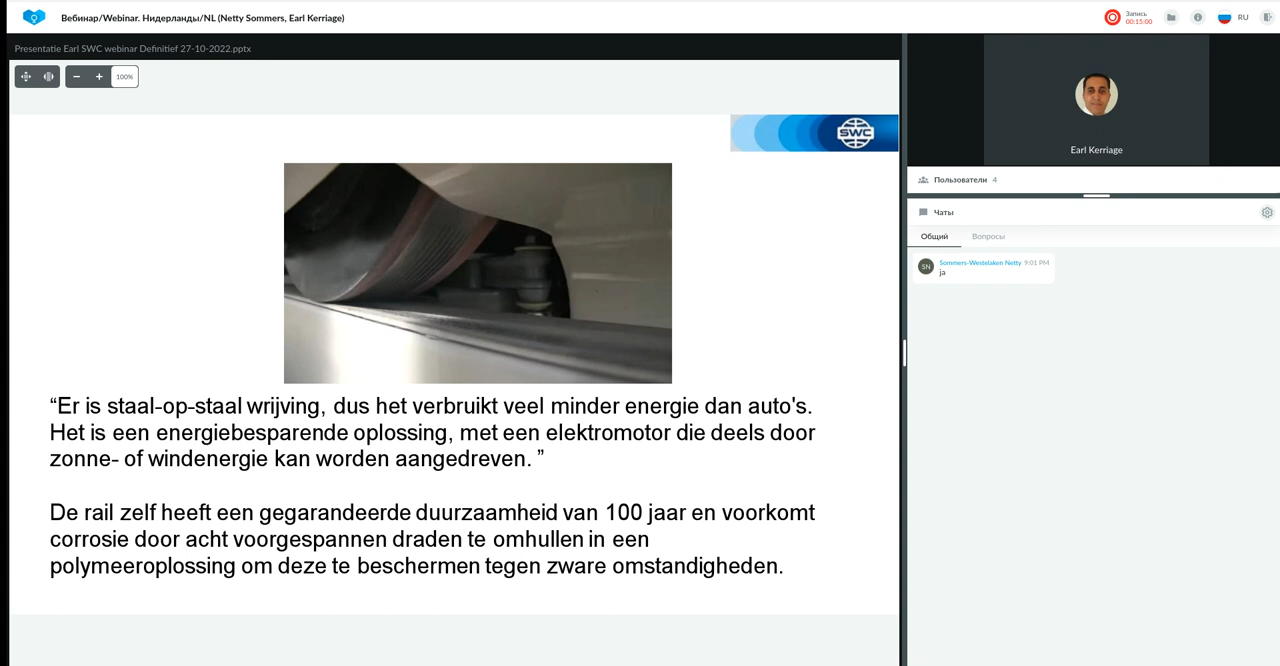 Вебинар/Webinar. Нидерланды/NL (Netty Sommers, Earl Kerriage)
Запись
00:15:00
RU
Presentatie Earl SWC webinar Definitief 27-10-2022.pptx
100%
SWC
“Er is staal-op-staal wrijving, dus het verbruikt veel minder energie dan auto's.
Het is een energiebesparende oplossing, met een elektromotor die deels door
zonne- of windenergie kan worden aangedreven. ”
De rail zelf heeft een gegarandeerde duurzaamheid van 100 jaar en voorkomt
corrosie door acht voorgespannen draden te omhullen in een
polymeeroplossing om deze te beschermen tegen zware omstandigheden.
Earl Kerriage
Пользователи 4
Чаты
Общий Вопросы
SN
Sommers-Westelaken Netty 9:01 PM
ja